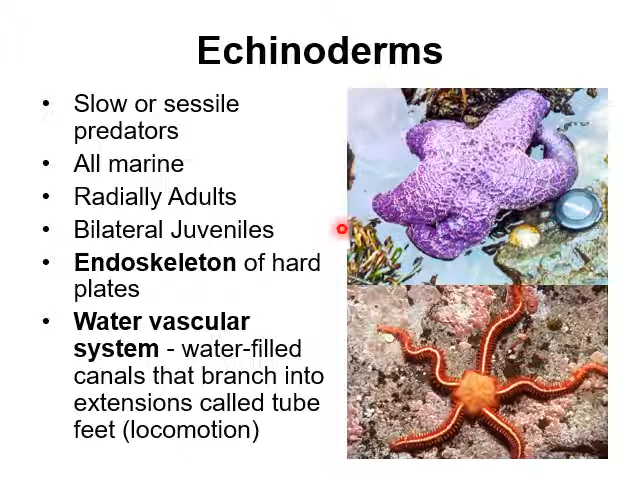 Echinoderms
• Slow or sessile
predators
• All marine
• Radially Adults
• Bilateral Juveniles
• Endoskeleton of hard
plates
• Water vascular
system - water-filled
canals that branch into
extensions called tube
feet (locomotion)